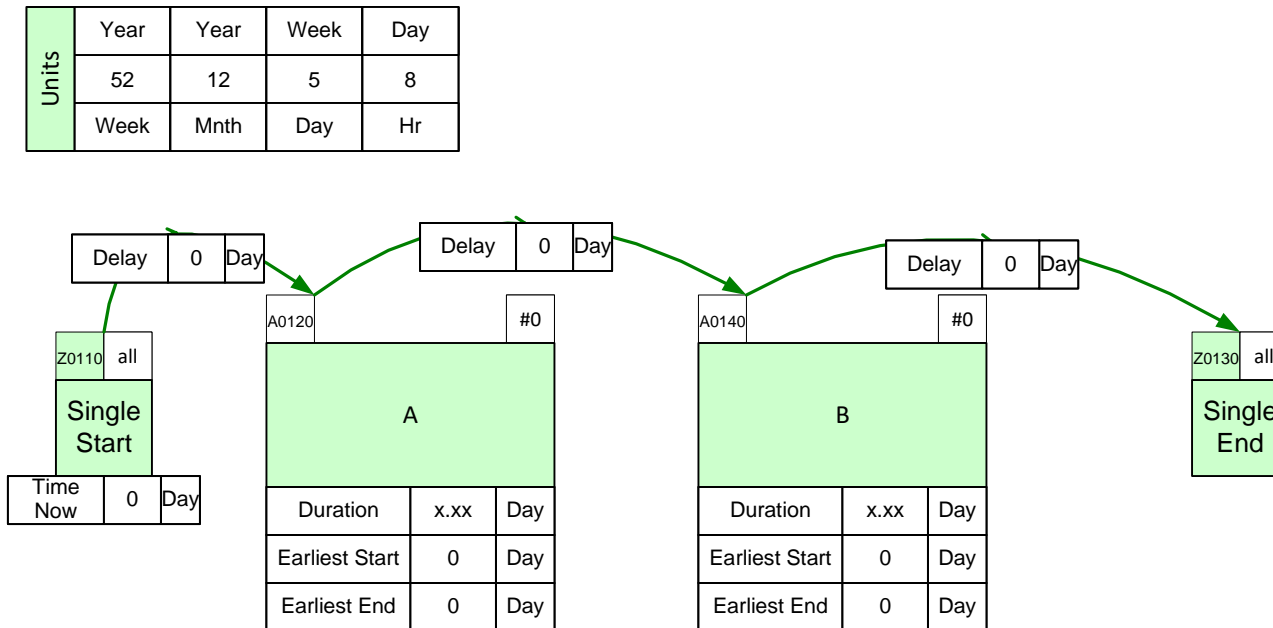 Units
Year Year Week Day
52 12 5 8
Week Mnth Day Hr
Delay 0 Day
Delay 0 Day
Delay 0 Day
A0120 #0
A0140 #0
Z0110 all
Z0130 all
Single
Start
A
B
Single
End
Time
Now 0 Day
Duration x.xx Day
Earliest Start 0 Day
Earliest End 0 Day
Duration x.xx Day
Earliest Start 0 Day
Earliest End 0 Day